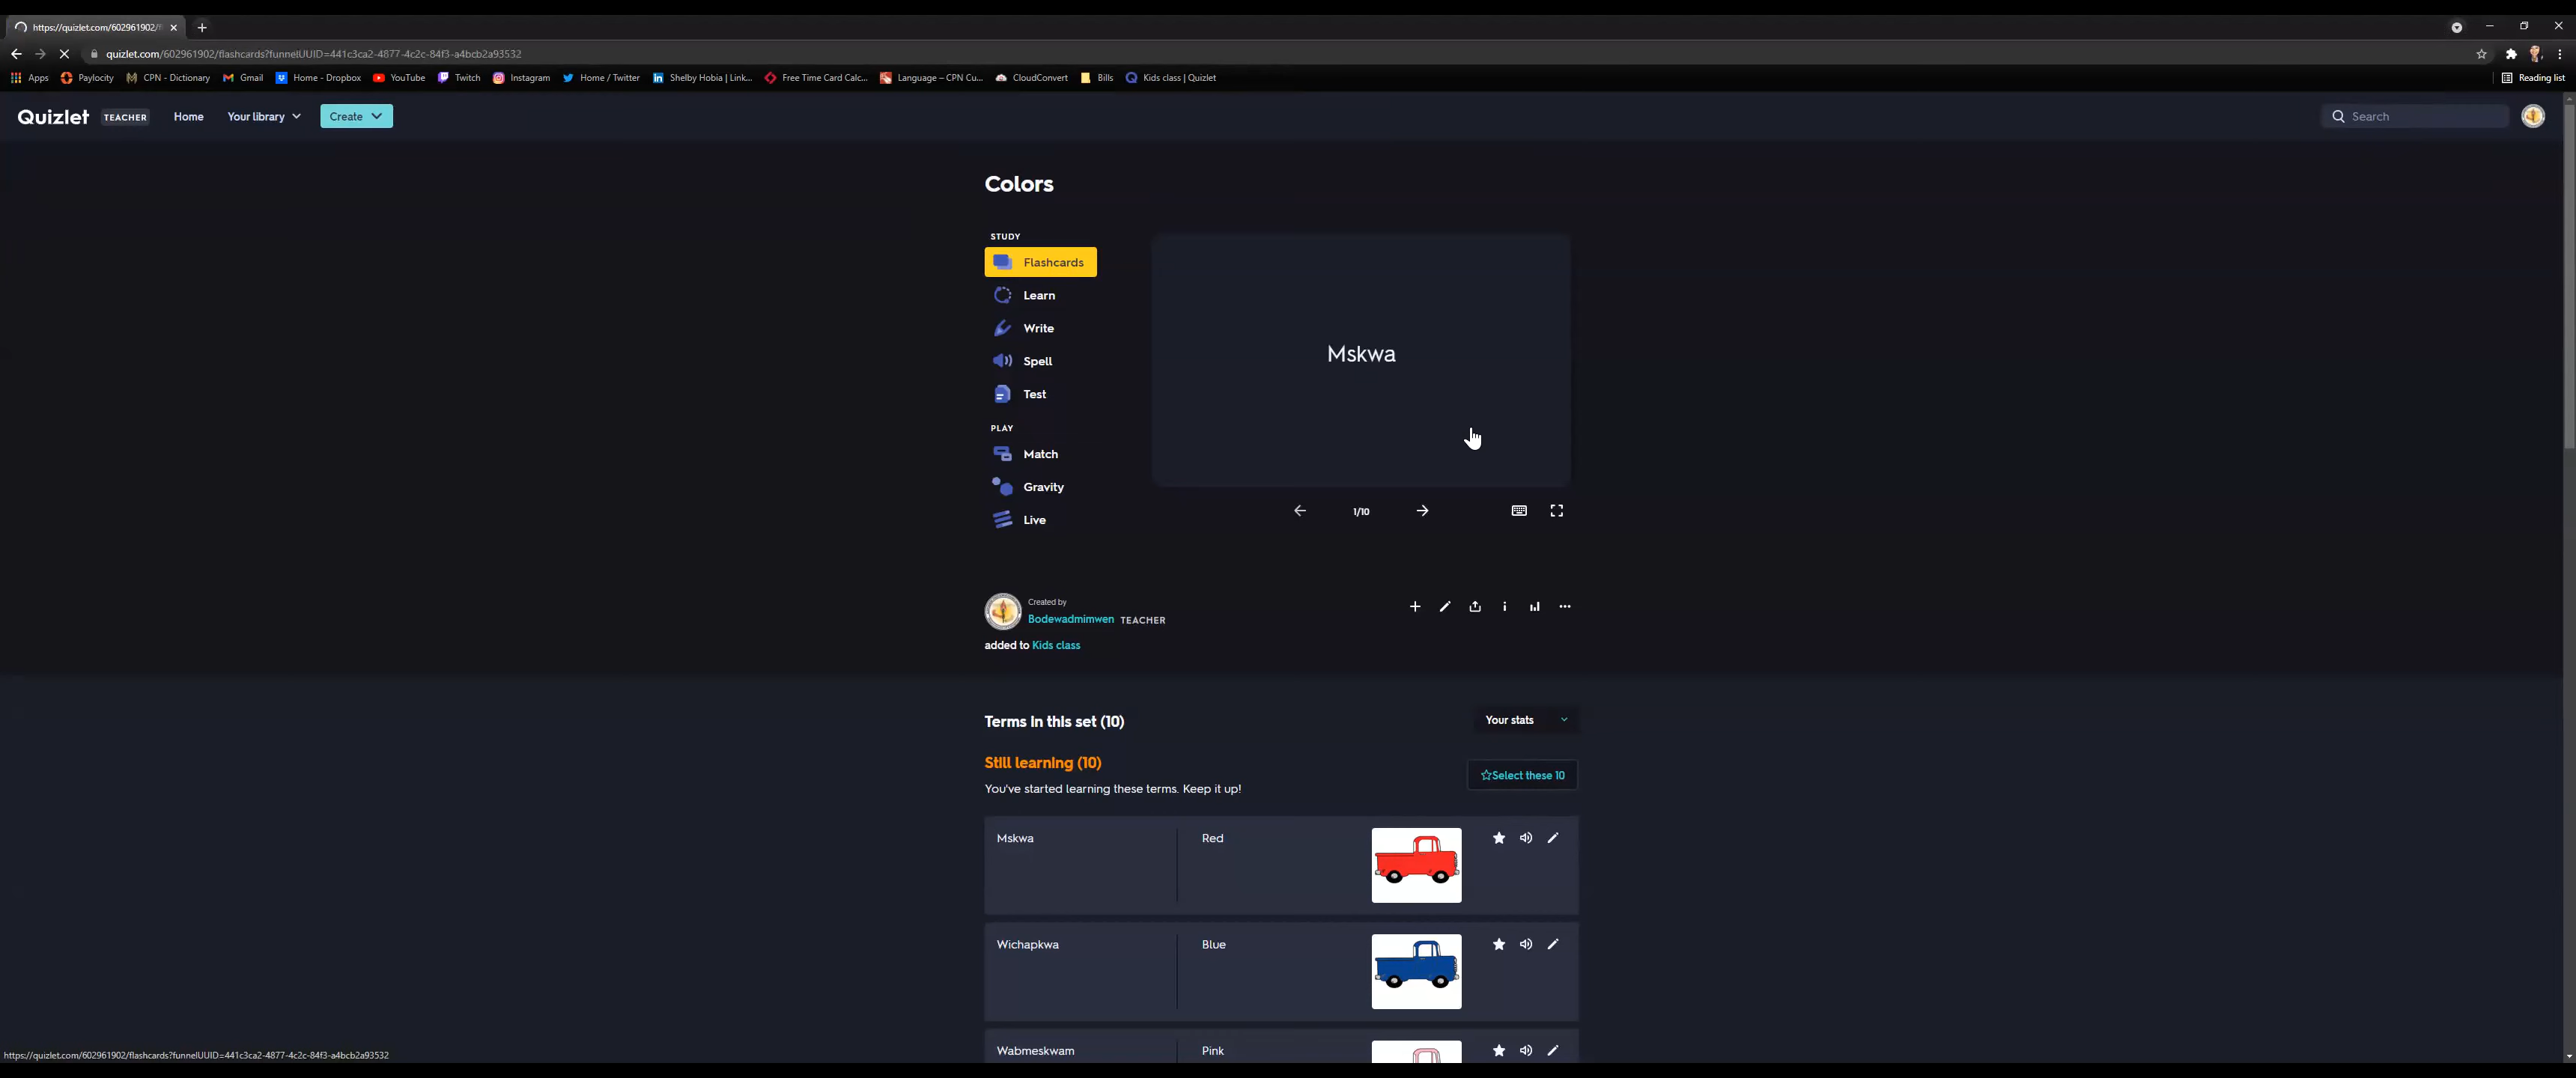 https://quizlet.com/602961902/fl
quizlet.com/602961902/flashcards?funnelUUID=441c3ca2-4877-4c2c-84f3-a4bcb2a93532
Apps Paylocity CPN - Dictionary Gmail Home - Dropbox YouTube Twitch Instagram Home / Twitter Shelby Hobia | Link... Free Time Card Calc... Language – CPN Cu... CloudConvert Bills Kids class | Quizlet Reading list
Quizlet TEACHER Home Your library Create Search
Colors
STUDY
Flashcards
Learn
Write
Spell
Test
PLAY
Match
Gravity
Live
Mskwa
1/10
Created by
Bodewadmimwen TEACHER
added to Kids class
Terms in this set (10) Your stats
Still learning (10)
Select these 10
You've started learning these terms. Keep it up!
Mskwa Red
Wichapkwa Blue
Wabmeskwam Pink
https://quizlet.com/602961902/flashcards?funnelUUID=441c3ca2-4877-4c2c-84f3-a4bcb2a93532